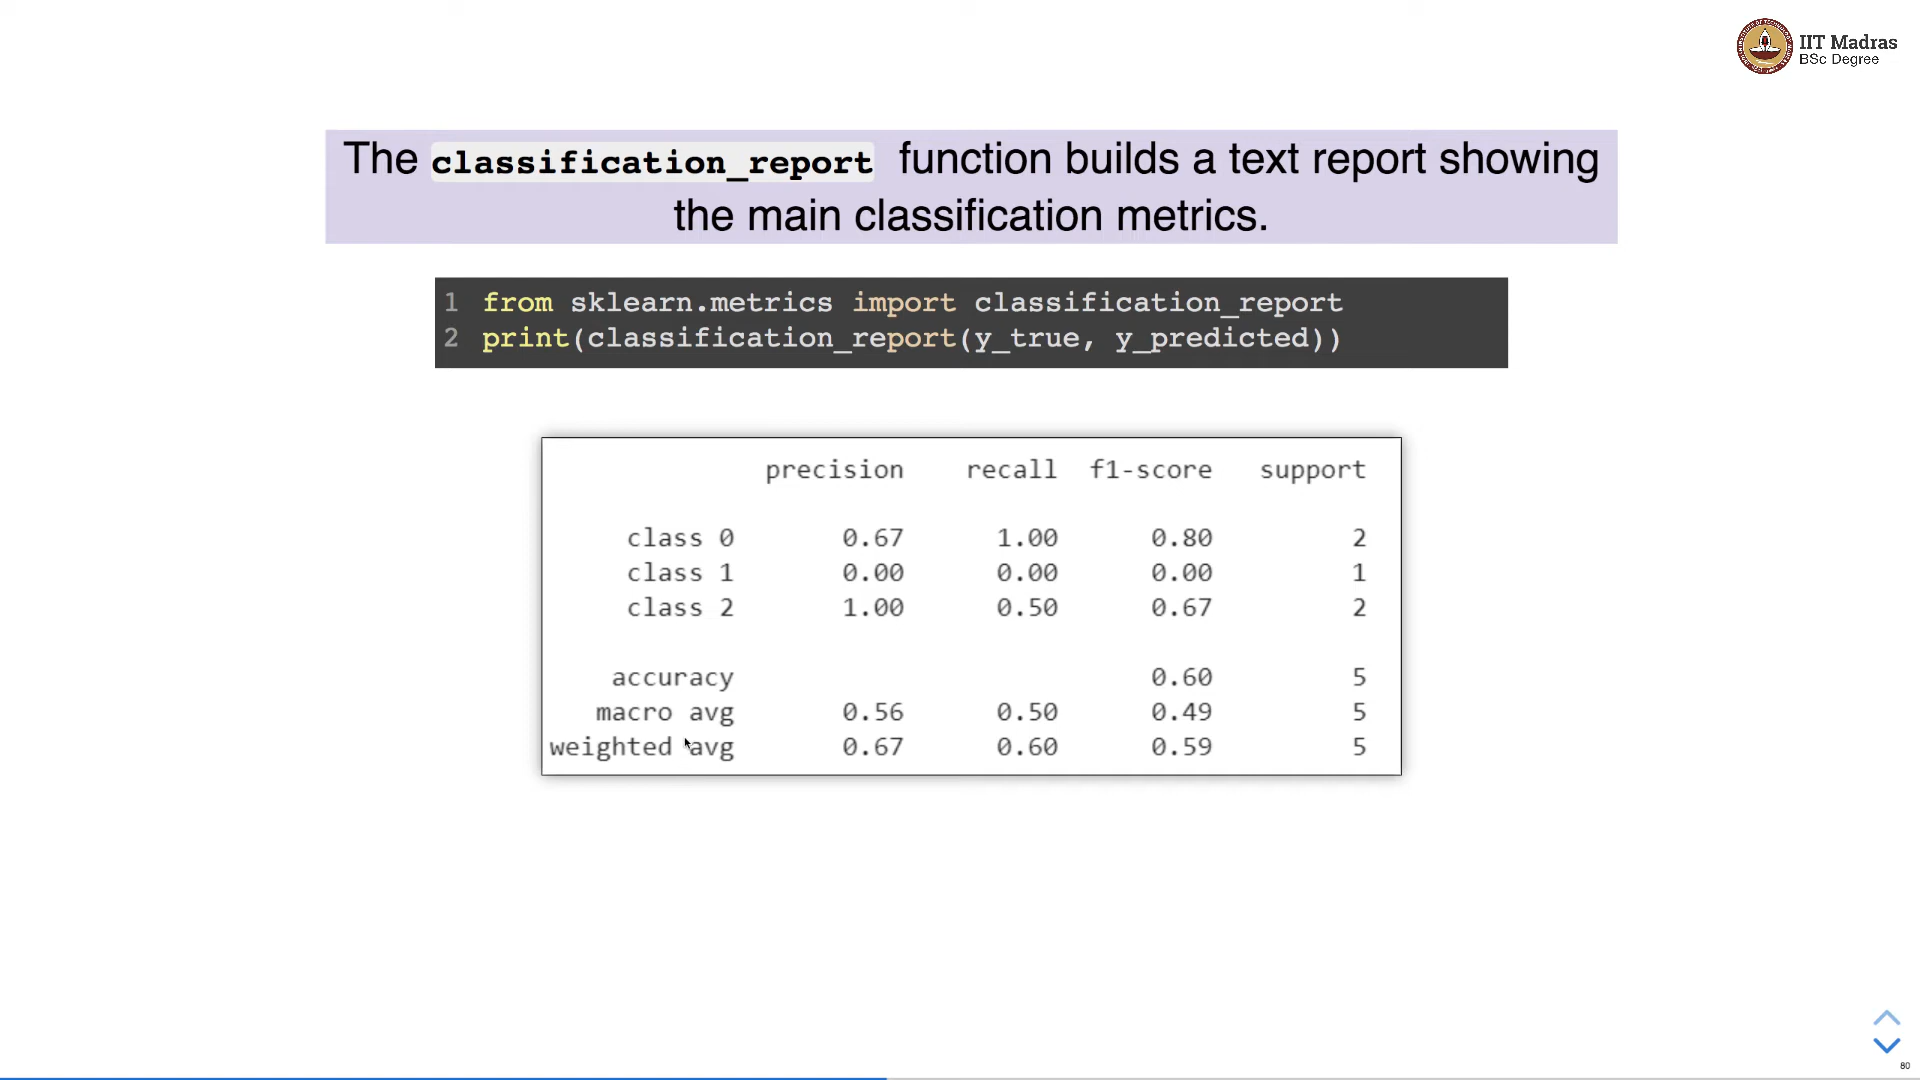 IIT Madras
BSc Degree
The classification_report function builds a text report showing
the main classification metrics.
1 from sklearn.metrics import classification_report
2 print(classification_report(y_true, y_predicted))
precision recall f1-score support
class 0 0.67 1.00 0.80 2
class 1 0.00 0.00 0.00 1
class 2 1.00 0.50 0.67 2
accuracy 0.60 5
macro avg 0.56 0.50 0.49 5
weighted avg 0.67 0.60 0.59 5
80